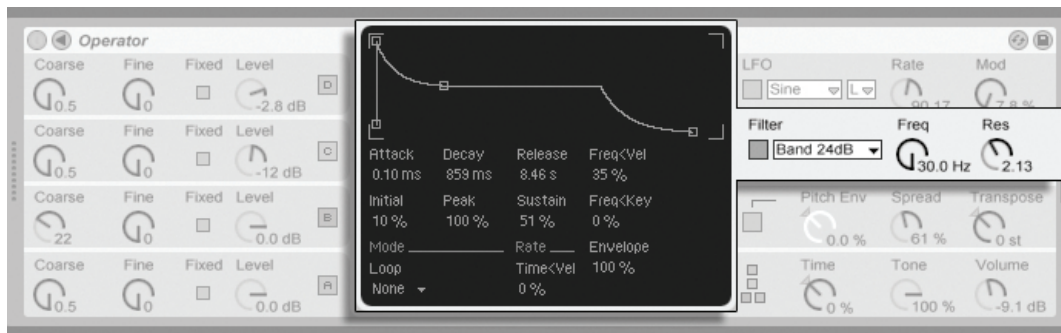 Operator
Coarse Fine Fixed Level
0.5 0 -2.8 dB D
Coarse Fine Fixed Level
0.5 0 -12 dB C
Coarse Fine Fixed Level
22 0 0.0 dB B
Coarse Fine Fixed Level
0.5 0 0.0 dB A
Attack Decay Release Freq<Vel
0.10 ms 859 ms 8.46 s 35 %
Initial Peak Sustain Freq<Key
10 % 100 % 51 % 0 %
Mode Rate Envelope
Loop Time<Vel 100 %
None 0 %
LFO Rate Mod
Sine L 90.17 7.8 %
Filter Freq Res
Band 24dB 30.0 Hz 2.13
Pitch Env Spread Transpose
0.0 % 61 % 0 st
Time Tone Volume
0 % 100 % -9.1 dB